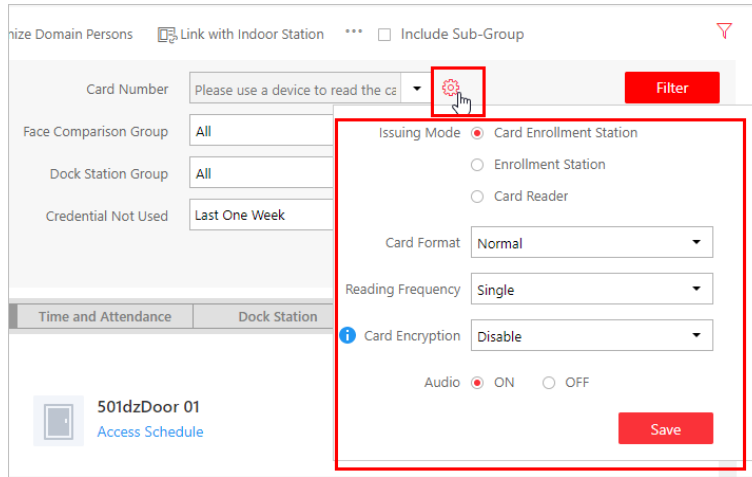 nize Domain Persons Link with Indoor Station ••• Include Sub-Group
Card Number Please use a device to read the ca Filter
Issuing Mode Card Enrollment Station
Face Comparison Group All
Enrollment Station
Dock Station Group All
Card Reader
Credential Not Used Last One Week
Card Format Normal
Reading Frequency Single
Time and Attendance Dock Station
Card Encryption Disable
Audio ON OFF
501dzDoor 01
Access Schedule
Save